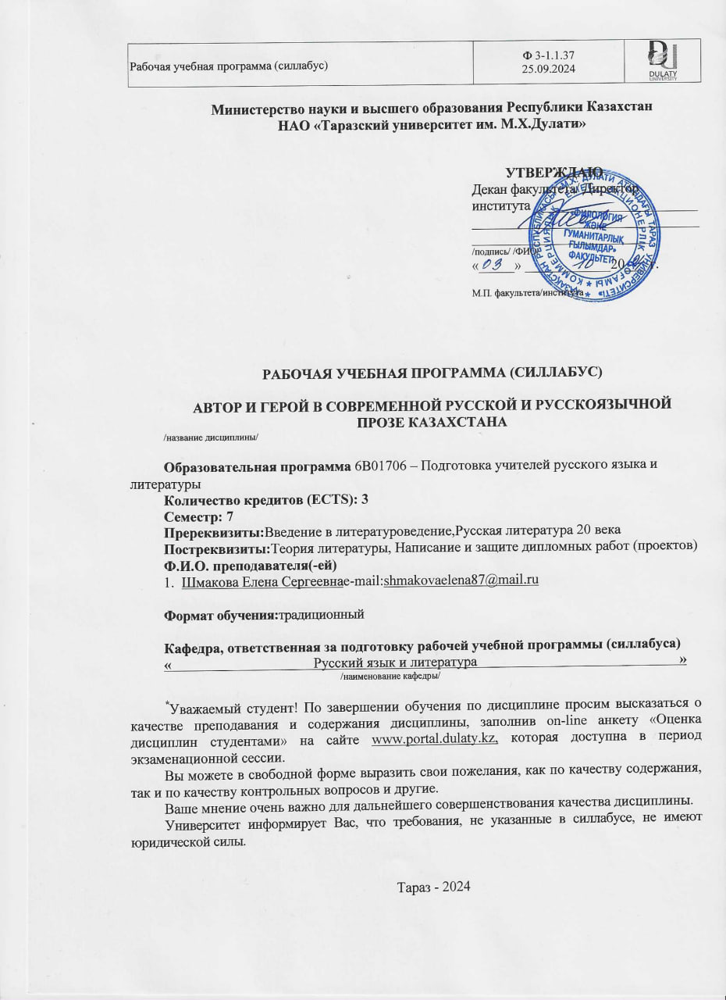 Рабочая учебная программа (силлабус)
Ф 3-1.1.37
25.09.2024
DULATY
UNIVERSITY
Министерство науки и высшего образования Республики Казахстан
НАО «Таразский университет им. М.Х.Дулати»
УТВЕРЖДАЮ
Декан факультета/ Директор
института
/подпись/ /ФИО/
«03» 10 20 г.
М.П. факультета/института
«ФИЛОЛОГИЯ
ЖӘНЕ
ГУМАНИТАРЛЫҚ
ҒЫЛЫМДАР»
ФАКУЛЬТЕТІ
РАБОЧАЯ УЧЕБНАЯ ПРОГРАММА (СИЛЛАБУС)
АВТОР И ГЕРОЙ В СОВРЕМЕННОЙ РУССКОЙ И РУССКОЯЗЫЧНОЙ
ПРОЗЕ КАЗАХСТАНА
/название дисциплины/
Образовательная программа 6В01706 – Подготовка учителей русского языка и
литературы
Количество кредитов (ECTS): 3
Семестр: 7
Пререквизиты:Введение в литературоведение,Русская литература 20 века
Постреквизиты:Теория литературы, Написание и защите дипломных работ (проектов)
Ф.И.О. преподавателя(-ей)
1. Шмакова Елена Сергеевнаe-mail:shmakovaelena87@mail.ru
Формат обучения:традиционный
Кафедра, ответственная за подготовку рабочей учебной программы (силлабуса)
« Русский язык и литература »
/наименование кафедры/
*Уважаемый студент! По завершении обучения по дисциплине просим высказаться о
качестве преподавания и содержания дисциплины, заполнив on-line анкету «Оценка
дисциплин студентами» на сайте www.portal.dulaty.kz, которая доступна в период
экзаменационной сессии.
Вы можете в свободной форме выразить свои пожелания, как по качеству содержания,
так и по качеству контрольных вопросов и другие.
Ваше мнение очень важно для дальнейшего совершенствования качества дисциплины.
Университет информирует Вас, что требования, не указанные в силлабусе, не имеют
юридической силы.
Тараз - 2024